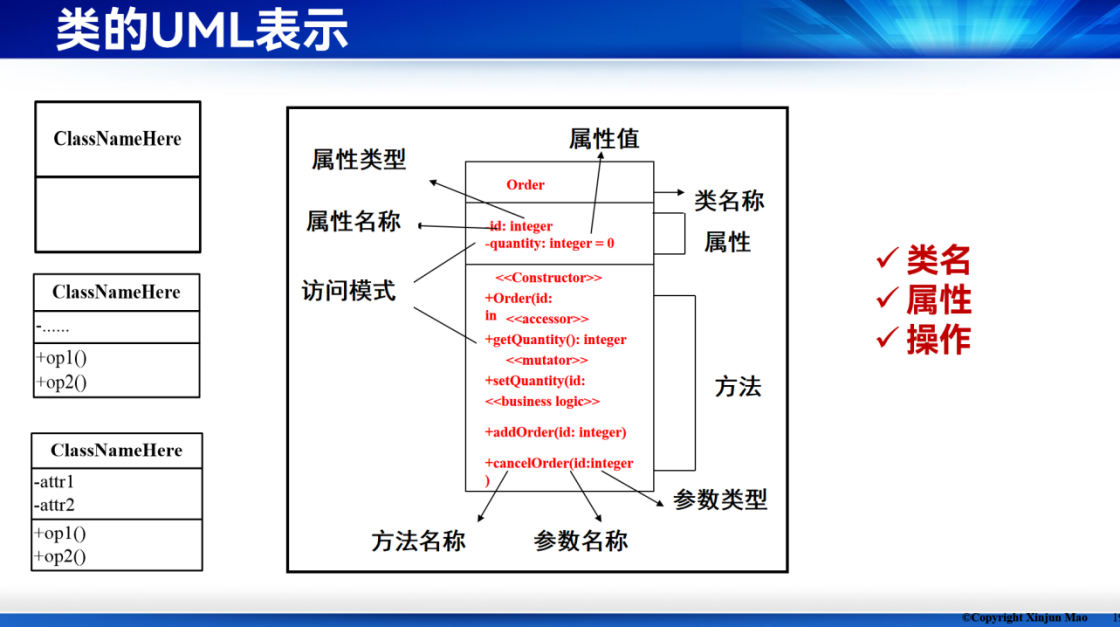 类的UML表示
ClassNameHere
ClassNameHere
-......
+op1()
+op2()
ClassNameHere
-attr1
-attr2
+op1()
+op2()
属性值
属性类型
属性名称
访问模式
Order
-id: integer
-quantity: integer = 0
<<Constructor>>
+Order(id:
in
<<accessor>>
+getQuantity(): integer
<<mutator>>
+setQuantity(id:
<<business logic>>
+addOrder(id: integer)
+cancelOrder(id:integer
)
类名称
属性
方法
参数类型
方法名称
参数名称
✓ 类名
✓ 属性
✓ 操作
©Copyright Xinjun Mao